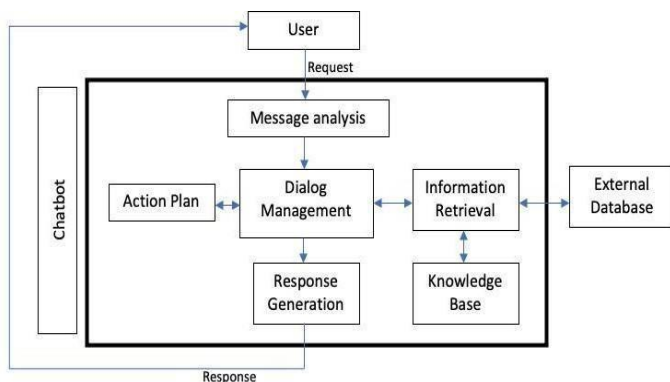 User
Request
Message analysis
Chatbot
Action Plan
Dialog
Management
Information
Retrieval
External
Database
Response
Generation
Knowledge
Base
Response